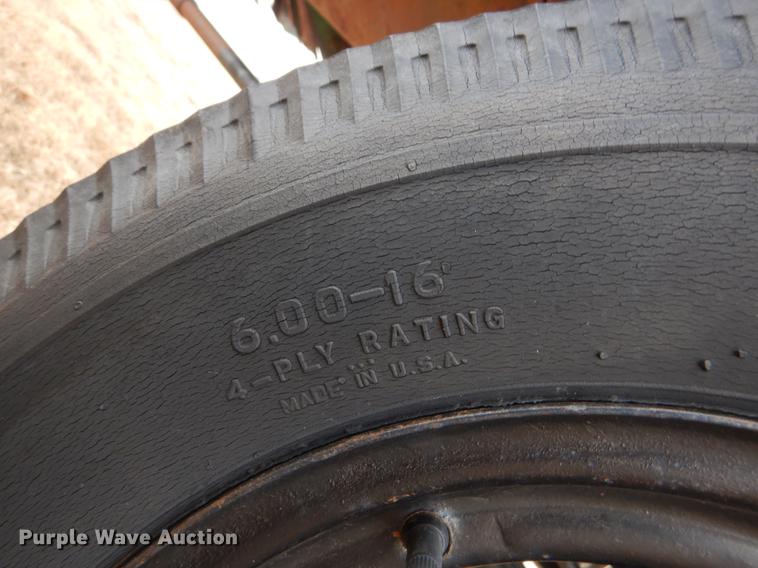 6.00-16
4-PLY RATING
MADE IN U.S.A.
Purple Wave Auction